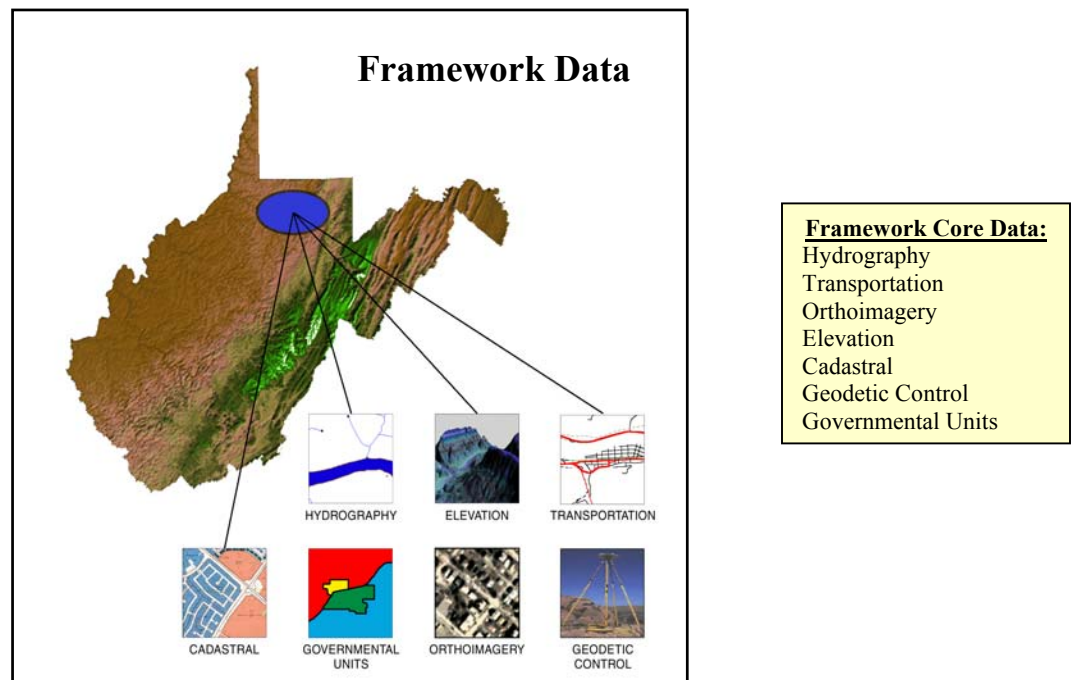 Framework Data
HYDROGRAPHY
ELEVATION
TRANSPORTATION
CADASTRAL
GOVERNMENTAL
UNITS
ORTHOIMAGERY
GEODETIC
CONTROL
Framework Core Data:
Hydrography
Transportation
Orthoimagery
Elevation
Cadastral
Geodetic Control
Governmental Units